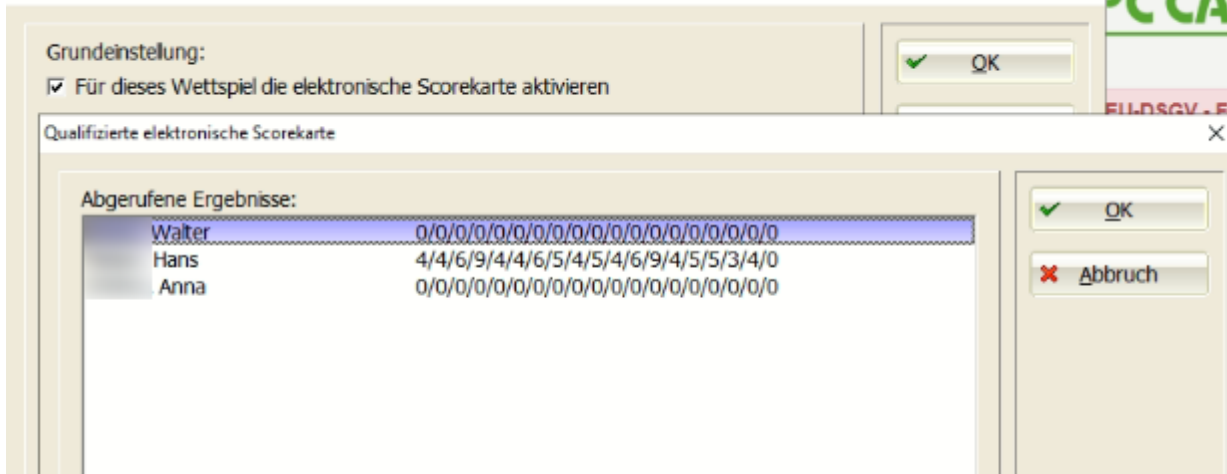 PC CA
Grundeinstellung:
OK
Für dieses Wettspiel die elektronische Scorekarte aktivieren
EU-DSGV - E
Qualifizierte elektronische Scorekarte
Abgerufene Ergebnisse:
Walter 0/0/0/0/0/0/0/0/0/0/0/0/0/0/0/0/0/0/0
Hans 4/4/6/9/4/4/6/5/4/5/4/6/9/4/5/5/3/4/0
Anna 0/0/0/0/0/0/0/0/0/0/0/0/0/0/0/0/0/0/0
OK
Abbruch